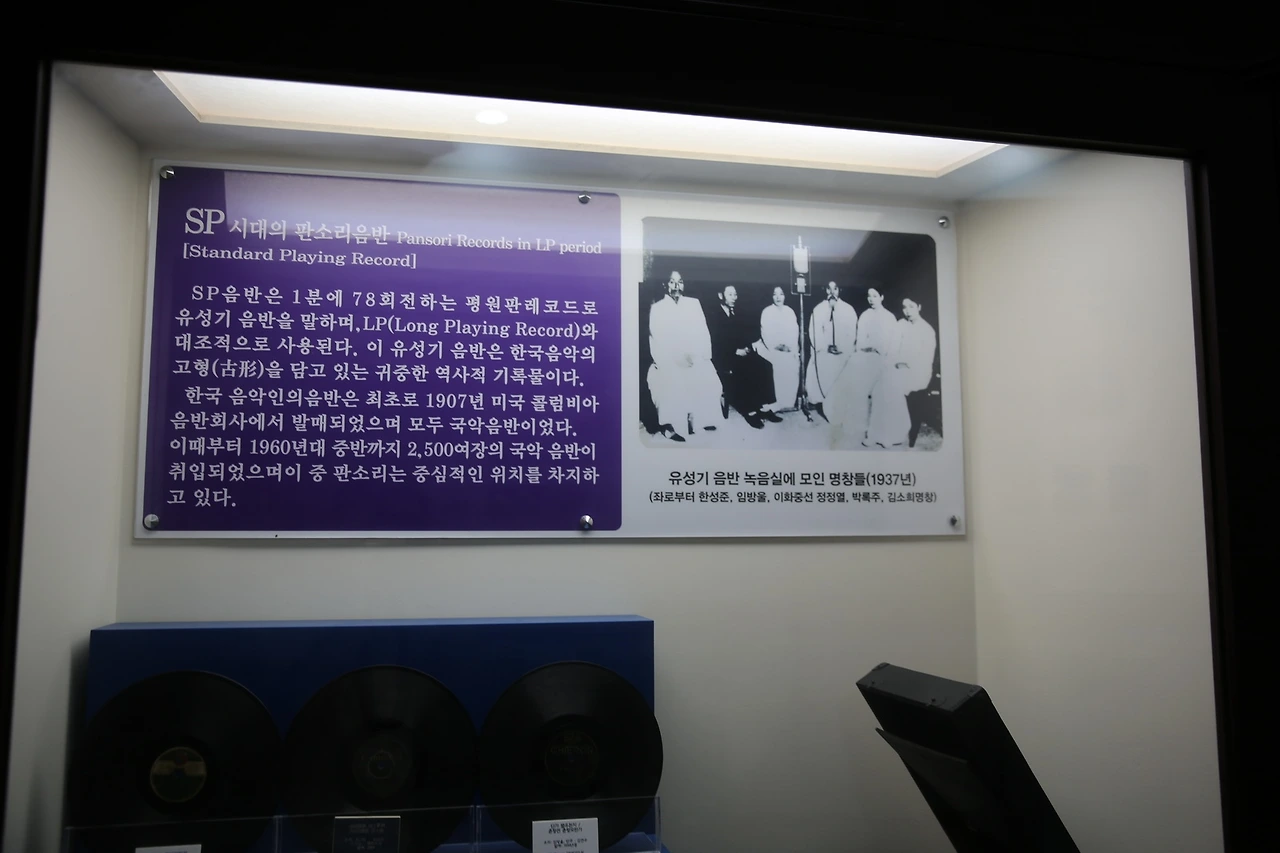 SP 시대의 판소리음반 Pansori Records in LP period
[Standard Playing Record]
SP음반은 1분에 78회전하는 평원판레코드로
유성기 음반을 말하며,LP(Long Playing Record)와
대조적으로 사용된다. 이 유성기 음반은 한국음악의
고형(古形)을 담고 있는 귀중한 역사적 기록물이다.
한국 음악인의음반은 최초로 1907년 미국 콜럼비아
음반회사에서 발매되었으며 모두 국악음반이었다.
이때부터 1960년대 중반까지 2,500여장의 국악 음반이
취입되었으며이 중 판소리는 중심적인 위치를 차지하
고 있다.
유성기 음반 녹음실에 모인 명창들(1937년)
(좌로부터 한성준, 임방울, 이화중선 정정열, 박록주, 김소희명창)